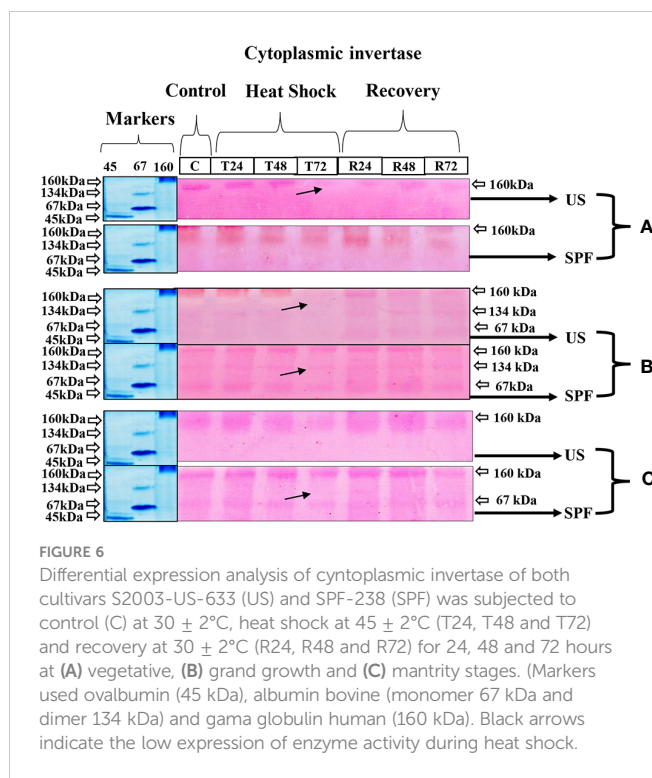 Cytoplasmic invertase
Control Heat Shock Recovery
Markers
45 67 160 C T24 T48 T72 R24 R48 R72
160kDa
134kDa
67kDa
45kDa
160kDa
US
160kDa
134kDa
67kDa
45kDa
160kDa
SPF
A
160kDa
134kDa
67kDa
45kDa
160 kDa
134 kDa
67 kDa
US
160kDa
134kDa
67kDa
45kDa
160 kDa
134 kDa
67kDa
SPF
B
160kDa
134kDa
67kDa
45kDa
160 kDa
US
160kDa
134kDa
67kDa
45kDa
160 kDa
67 kDa
SPF
C
FIGURE 6
Differential expression analysis of cyntoplasmic invertase of both
cultivars S2003-US-633 (US) and SPF-238 (SPF) was subjected to
control (C) at 30 ± 2°C, heat shock at 45 ± 2°C (T24, T48 and T72)
and recovery at 30 ± 2°C (R24, R48 and R72) for 24, 48 and 72 hours
at (A) vegetative, (B) grand growth and (C) mantrity stages. (Markers
used ovalbumin (45 kDa), albumin bovine (monomer 67 kDa and
dimer 134 kDa) and gama globulin human (160 kDa). Black arrows
indicate the low expression of enzyme activity during heat shock.